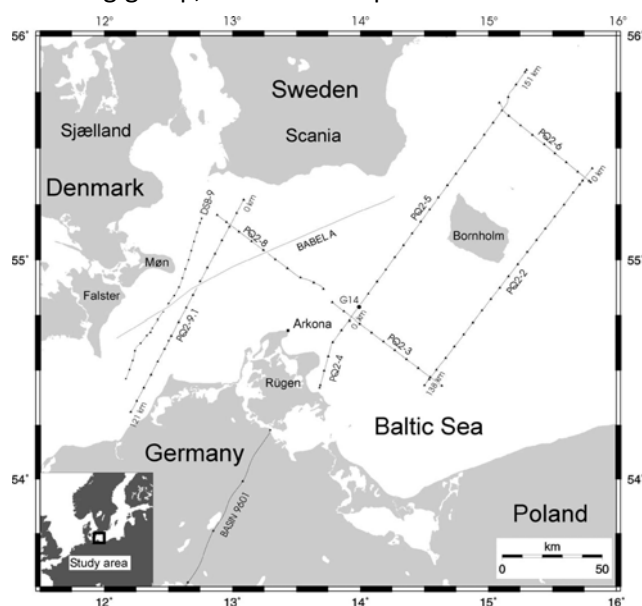 12˚ 13˚ 14˚ 15˚ 16˚
56˚ 56˚
Sweden
Scania
Sjælland
Denmark
Møn
Falster
DSB-9
0 km
PQ2-9.1
121 km
PQ2-8
BABEL A
PQ2-5
151 km
PQ2-6
0 km
Bornholm
PQ2-2
138 km
55˚ 55˚
G14
0 km
PQ2-3
PQ2-4
Arkona
Rügen
Baltic Sea
Germany
54˚ 54˚
BASIN 9601
Poland
Study area
km
0 50
12˚ 13˚ 14˚ 15˚ 16˚